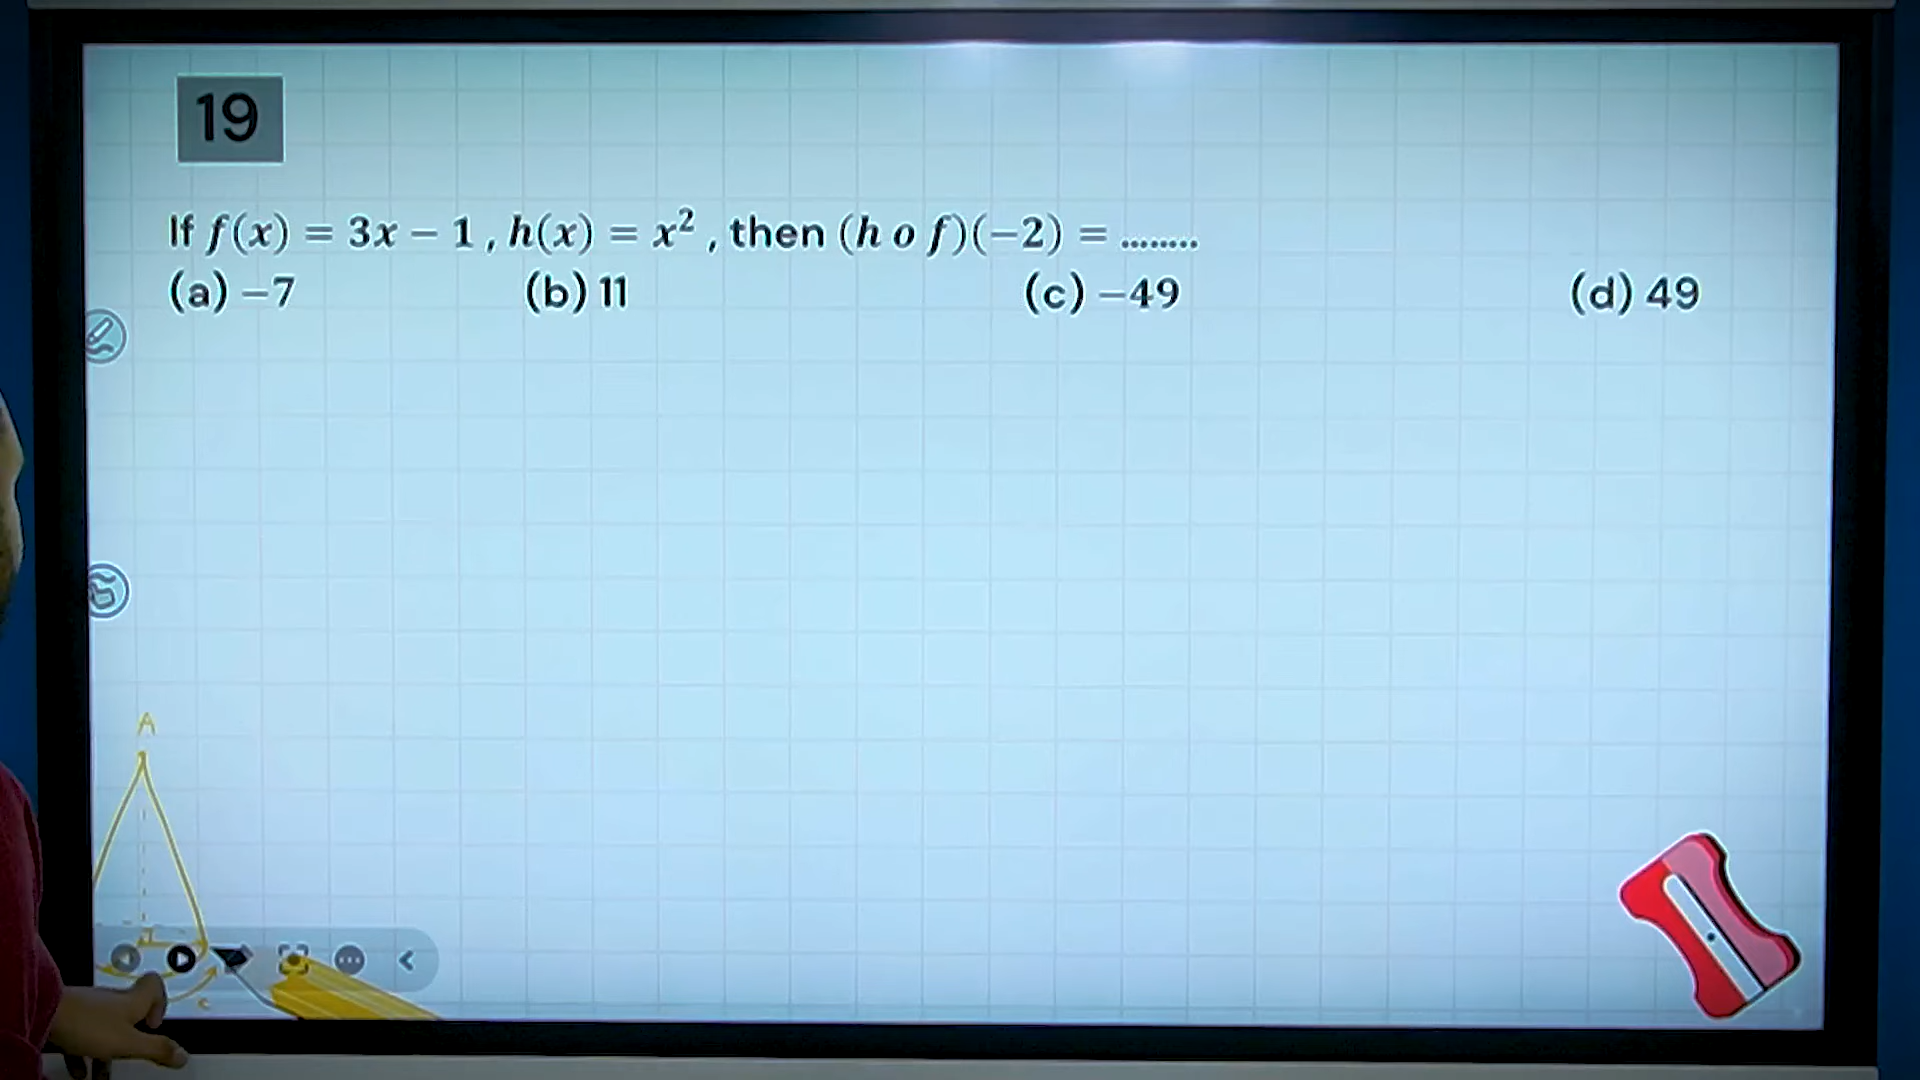 19
If f(x) = 3x − 1 , h(x) = x² , then (h o f)(−2) = ........
(a) −7 (b) 11 (c) −49 (d) 49
A
c